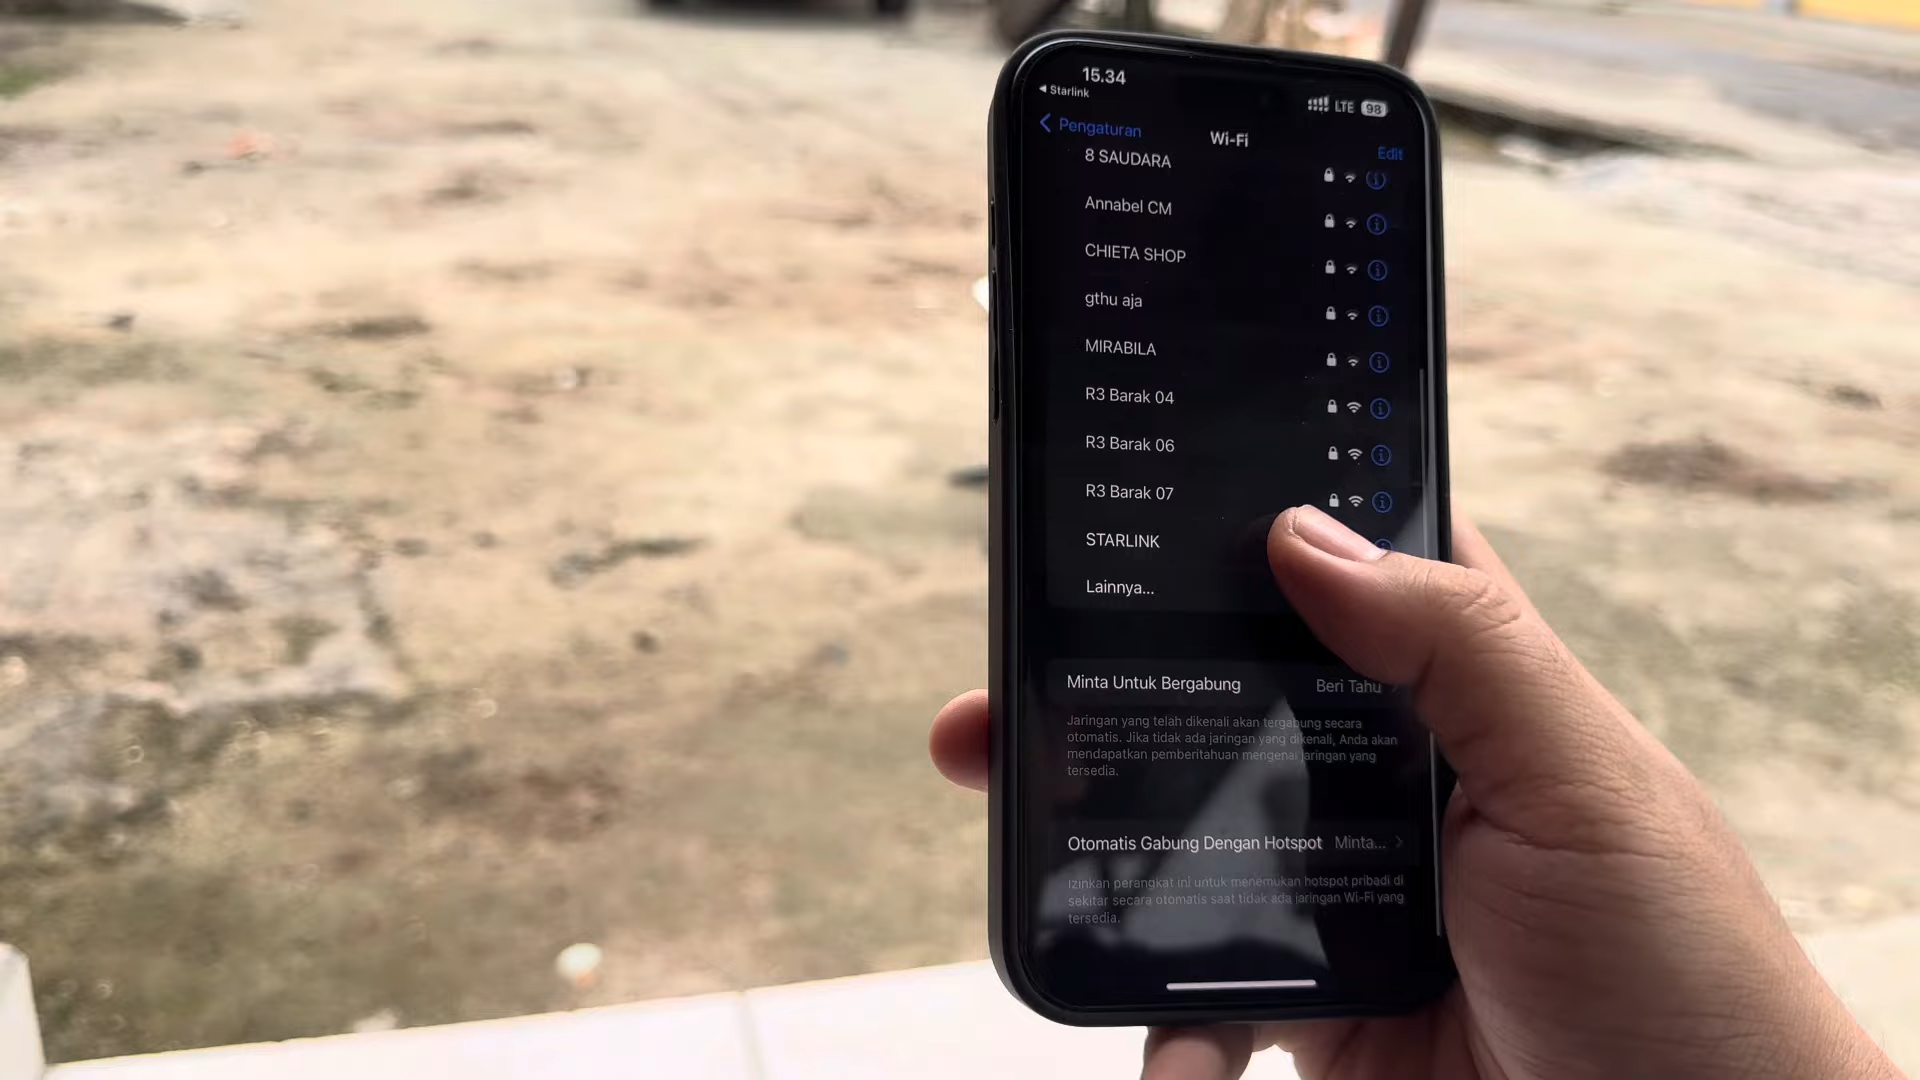 15.34
◀ Starlink
LTE 98
Pengaturan
Wi-Fi
Edit
8 SAUDARA
Annabel CM
CHIETA SHOP
gthu aja
MIRABILA
R3 Barak 04
R3 Barak 06
R3 Barak 07
STARLINK
Lainnya...
Minta Untuk Bergabung Beri Tahu
Jaringan yang telah dikenali akan tergabung secara
otomatis. Jika tidak ada jaringan yang dikenali, Anda akan
mendapatkan pemberitahuan mengenai jaringan yang
tersedia.
Otomatis Gabung Dengan Hotspot Minta...
Izinkan perangkat ini untuk menemukan hotspot pribadi di
sekitar secara otomatis saat tidak ada jaringan Wi-Fi yang
tersedia.